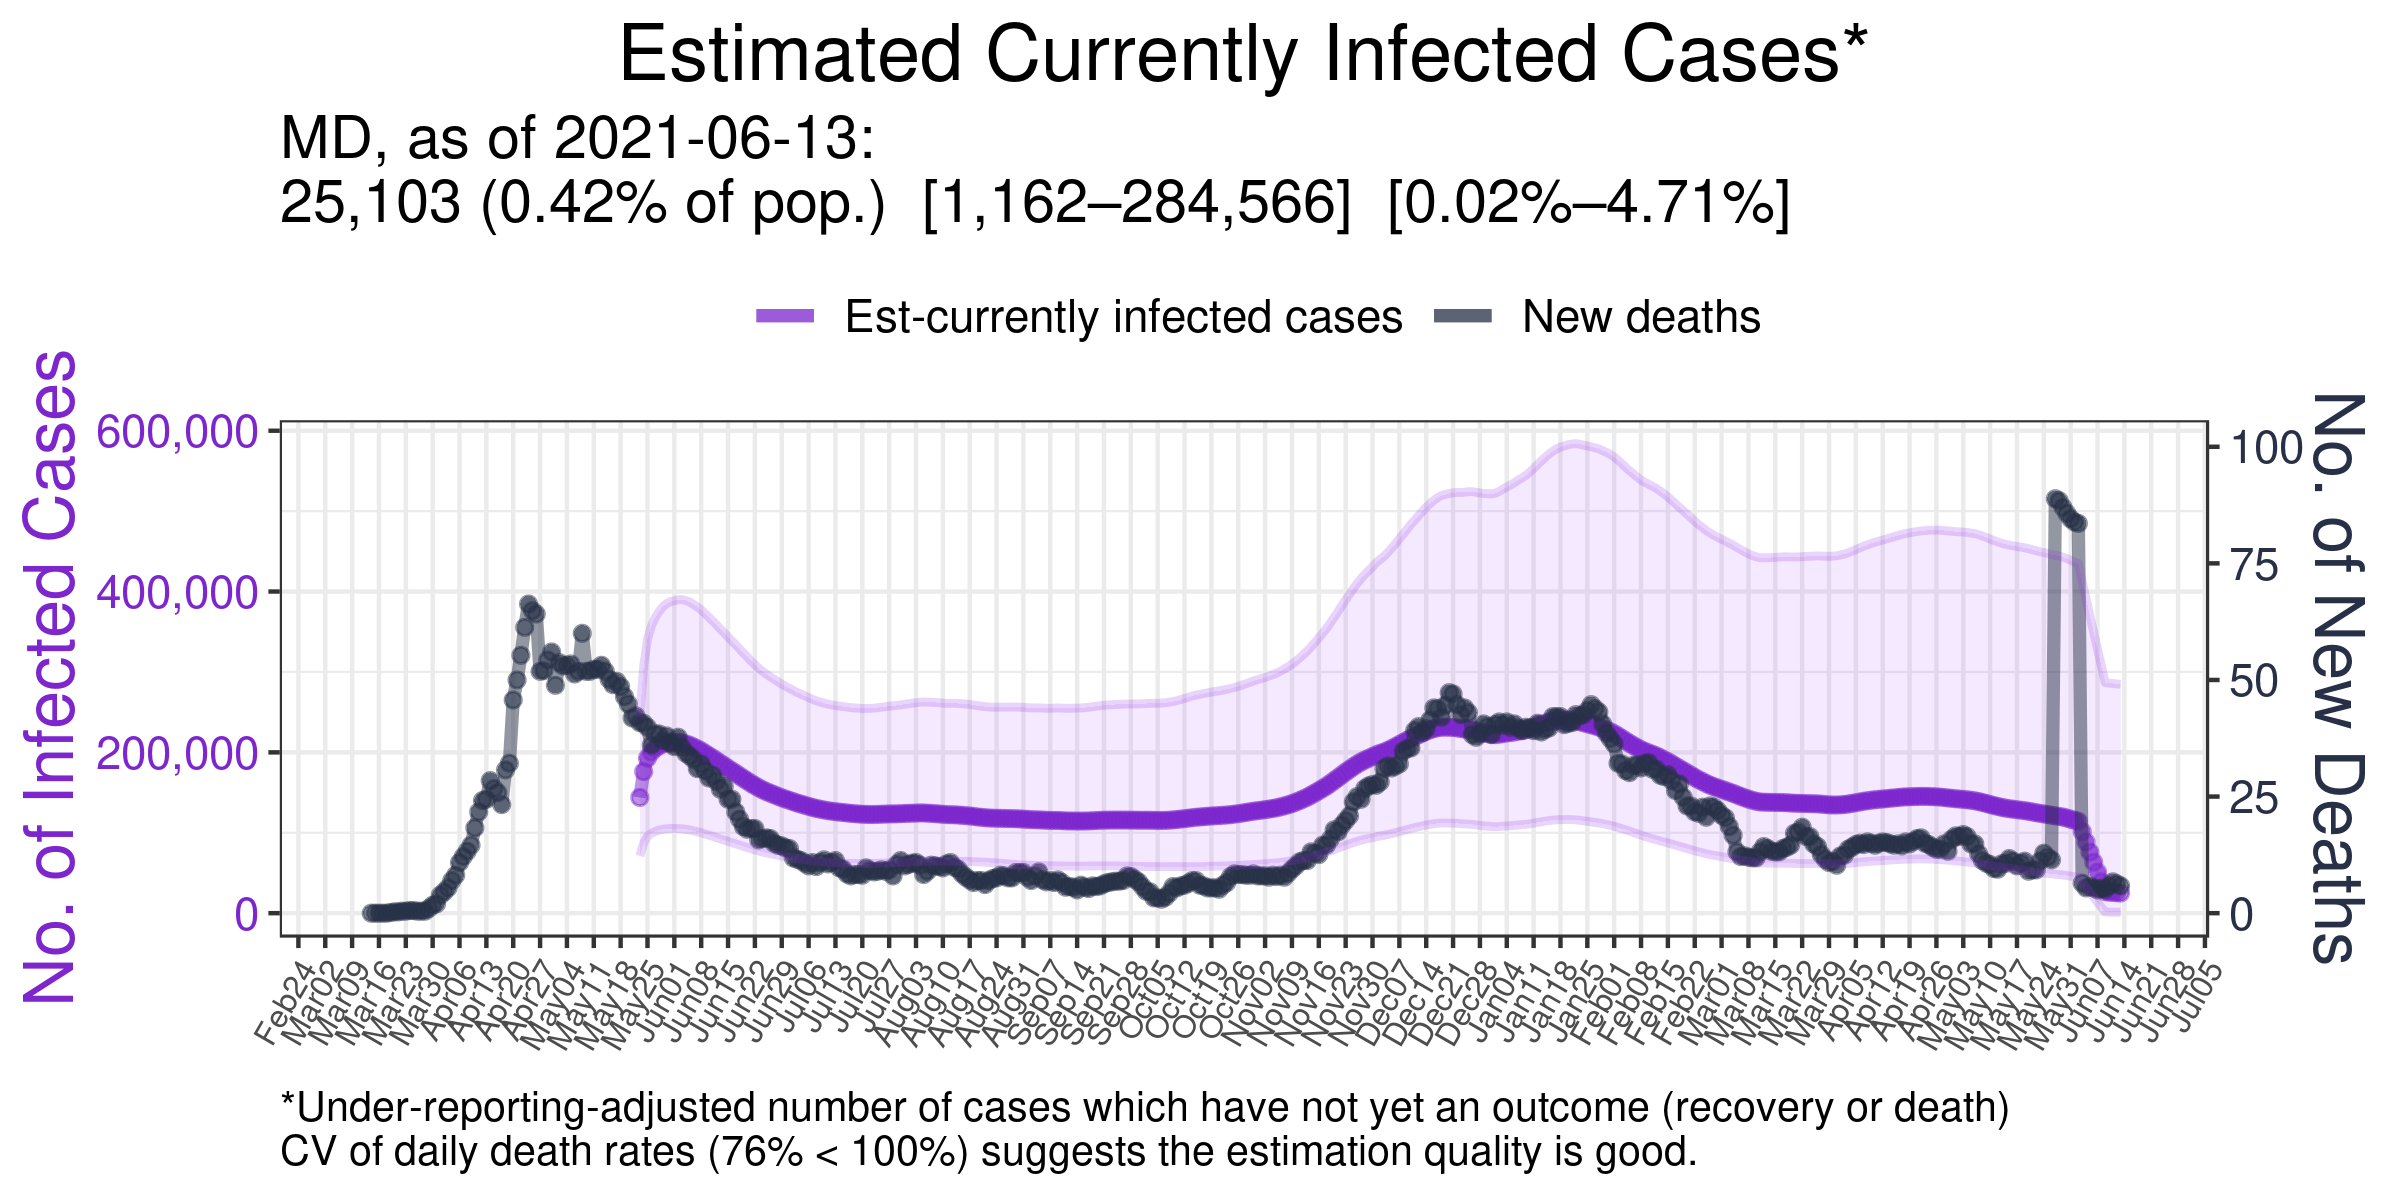 Estimated Currently Infected Cases*
MD, as of 2021-06-13:
25,103 (0.42% of pop.) [1,162–284,566] [0.02%–4.71%]
Est-currently infected cases
New deaths
No. of Infected Cases
600,000
400,000
200,000
0
100
75
50
25
0
No. of New Deaths
Feb24
Mar02
Mar09
Mar16
Mar23
Mar30
Apr06
Apr13
Apr20
Apr27
May04
May11
May18
May25
Jun01
Jun08
Jun15
Jun22
Jun29
Jul06
Jul13
Jul20
Jul27
Aug03
Aug10
Aug17
Aug24
Aug31
Sep07
Sep14
Sep21
Sep28
Oct05
Oct12
Oct19
Oct26
Nov02
Nov09
Nov16
Nov23
Nov30
Dec07
Dec14
Dec21
Dec28
Jan04
Jan11
Jan18
Jan25
Feb01
Feb08
Feb15
Feb22
Mar01
Mar08
Mar15
Mar22
Mar29
Apr05
Apr12
Apr19
Apr26
May03
May10
May17
May24
May31
Jun07
Jun14
Jun21
Jun28
Jul05
*Under-reporting-adjusted number of cases which have not yet an outcome (recovery or death)
CV of daily death rates (76% < 100%) suggests the estimation quality is good.